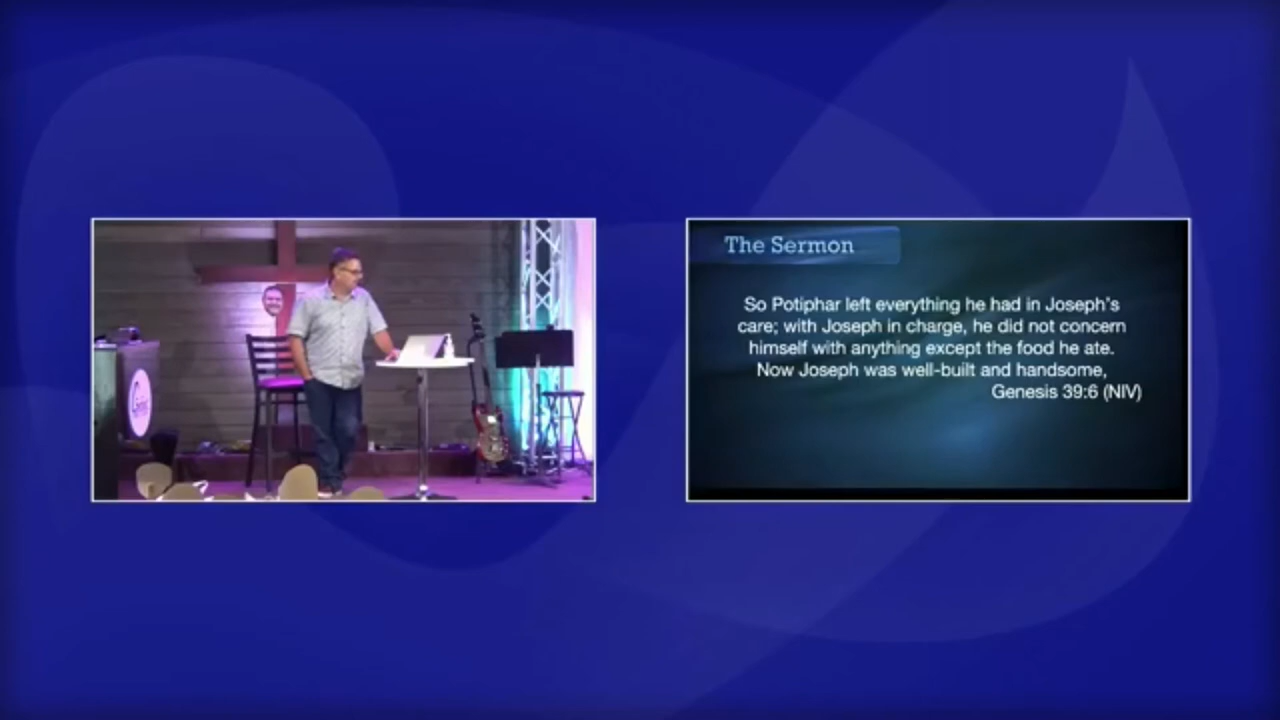 The Sermon
So Potiphar left everything he had in Joseph's
care; with Joseph in charge, he did not concern
himself with anything except the food he ate.
Now Joseph was well-built and handsome,
Genesis 39:6 (NIV)